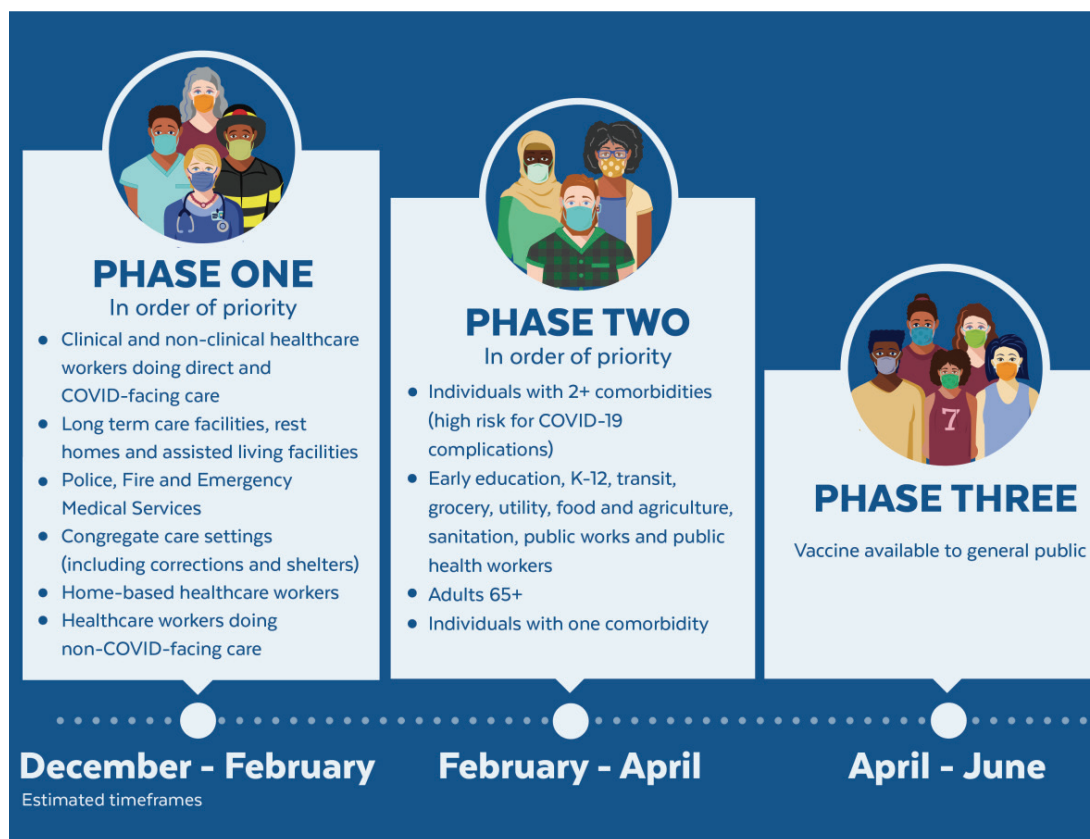 PHASE ONE
In order of priority
• Clinical and non-clinical healthcare
workers doing direct and
COVID-facing care
• Long term care facilities, rest
homes and assisted living facilities
• Police, Fire and Emergency
Medical Services
• Congregate care settings
(including corrections and shelters)
• Home-based healthcare workers
• Healthcare workers doing
non-COVID-facing care
December - February
Estimated timeframes
PHASE TWO
In order of priority
• Individuals with 2+ comorbidities
(high risk for COVID-19
complications)
• Early education, K-12, transit,
grocery, utility, food and agriculture,
sanitation, public works and public
health workers
• Adults 65+
• Individuals with one comorbidity
February - April
7
PHASE THREE
Vaccine available to general public
April - June